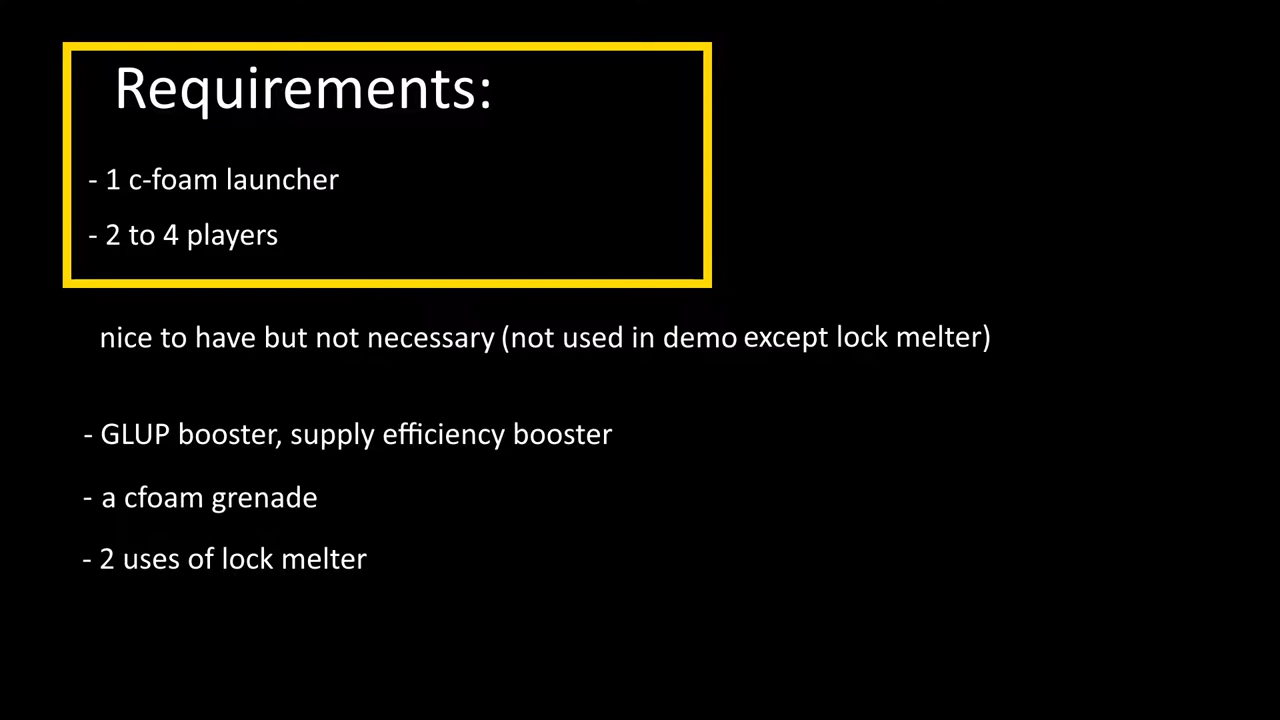 Requirements:
- 1 c-foam launcher
- 2 to 4 players
nice to have but not necessary (not used in demo except lock melter)
- GLUP booster, supply efficiency booster
- a cfoam grenade
- 2 uses of lock melter